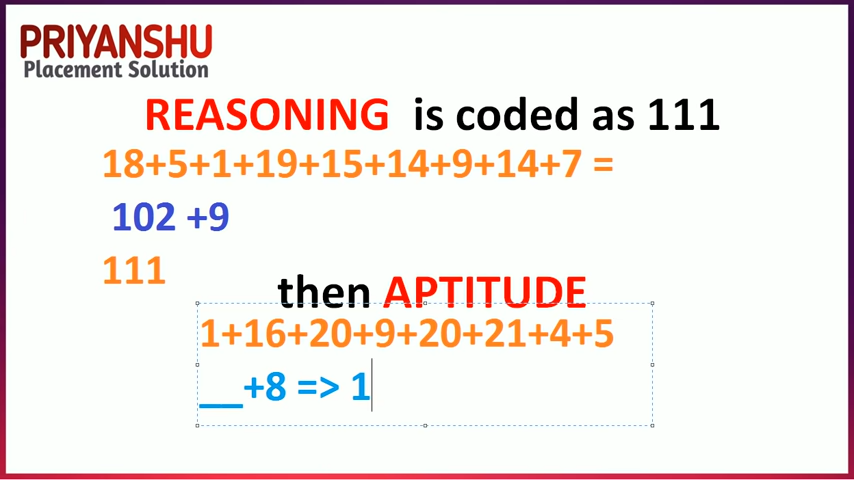 PRIYANSHU
Placement Solution
REASONING is coded as 111
18+5+1+19+15+14+9+14+7 =
102 +9
111
then APTITUDE
1+16+20+9+20+21+4+5
__+8 => 1